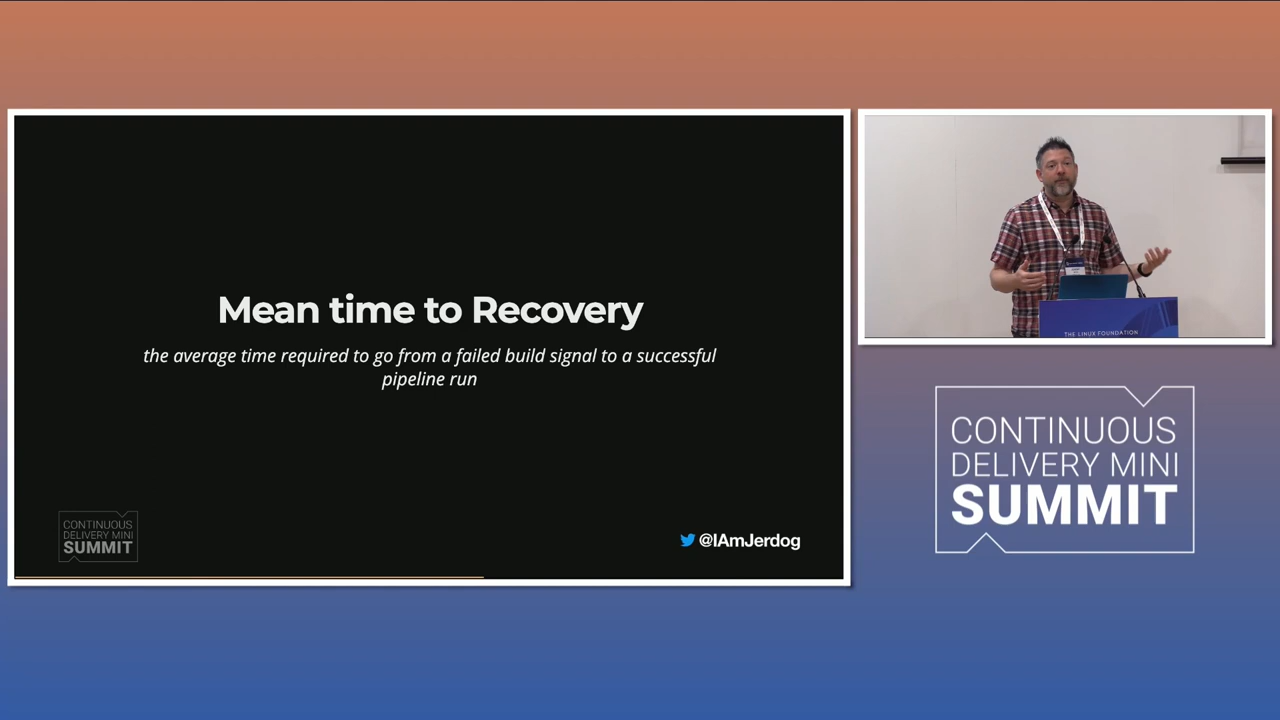 Mean time to Recovery
the average time required to go from a failed build signal to a successful
pipeline run
CONTINUOUS
DELIVERY MINI
SUMMIT
@IAmJerdog
THE LINUX FOUNDATION
CONTINUOUS
DELIVERY MINI
SUMMIT